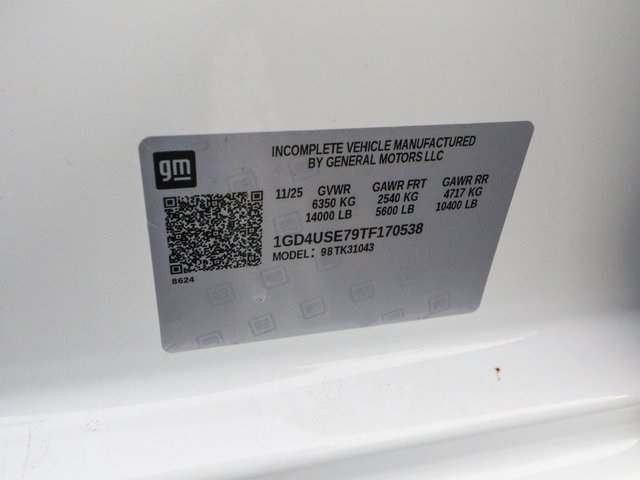 gm
INCOMPLETE VEHICLE MANUFACTURED
BY GENERAL MOTORS LLC
11/25 GVWR GAWR FRT GAWR RR
6350 KG 2540 KG 4717 KG
14000 LB 5600 LB 10400 LB
1GD4USE79TF170538
MODEL: 98TK31043
8624